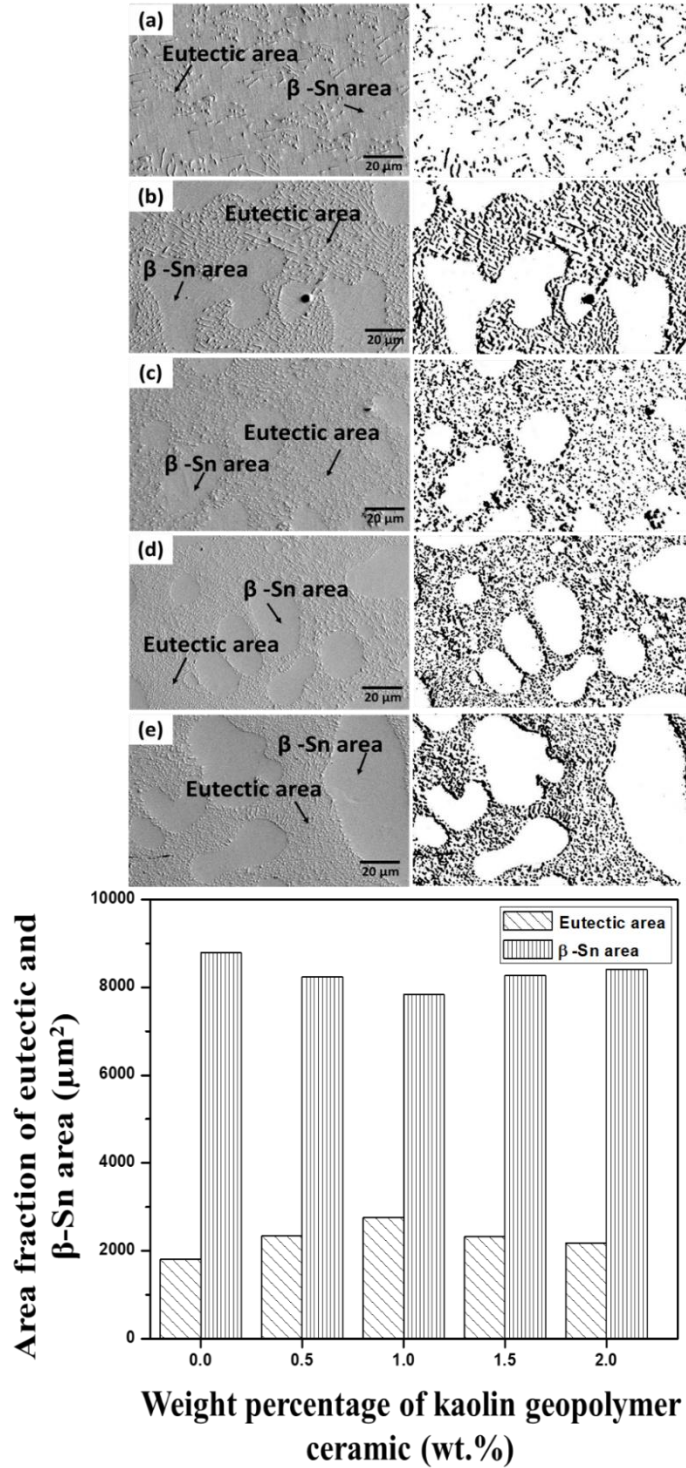 (a)
Eutectic area
β -Sn area
20 μm
(b)
Eutectic area
β -Sn area
20 μm
(c)
Eutectic area
β -Sn area
20 μm
(d)
β -Sn area
Eutectic area
20 μm
(e)
β -Sn area
Eutectic area
20 μm
Area fraction of eutectic and
β-Sn area (μm²)
10000
8000
6000
4000
2000
0
Eutectic area
β -Sn area
0.0 0.5 1.0 1.5 2.0
Weight percentage of kaolin geopolymer
ceramic (wt.%)